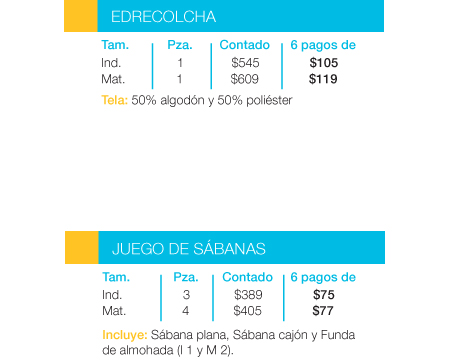 EDRECOLCHA
Tam. Pza. Contado 6 pagos de
Ind. 1 $545 $105
Mat. 1 $609 $119
Tela: 50% algodón y 50% poliéster
JUEGO DE SÁBANAS
Tam. Pza. Contado 6 pagos de
Ind. 3 $389 $75
Mat. 4 $405 $77
Incluye: Sábana plana, Sábana cajón y Funda
de almohada (I 1 y M 2).